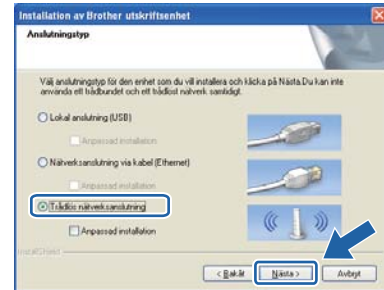 Installation av Brother utskriftsenhet
Anslutningstyp
Välj anslutningstyp för den enhet som du vill installera och klicka på Nästa.Du kan inte
använda ett trådbundet och ett trådlöst nätverk samtidigt.
Lokal anslutning (USB)
Anpassad installation
Nätverksanslutning via kabel (Ethernet)
Anpassad installation
Trådlös nätverksanslutning
Anpassad installation
InstallShield
< Bakåt
Nästa >
Avbryt